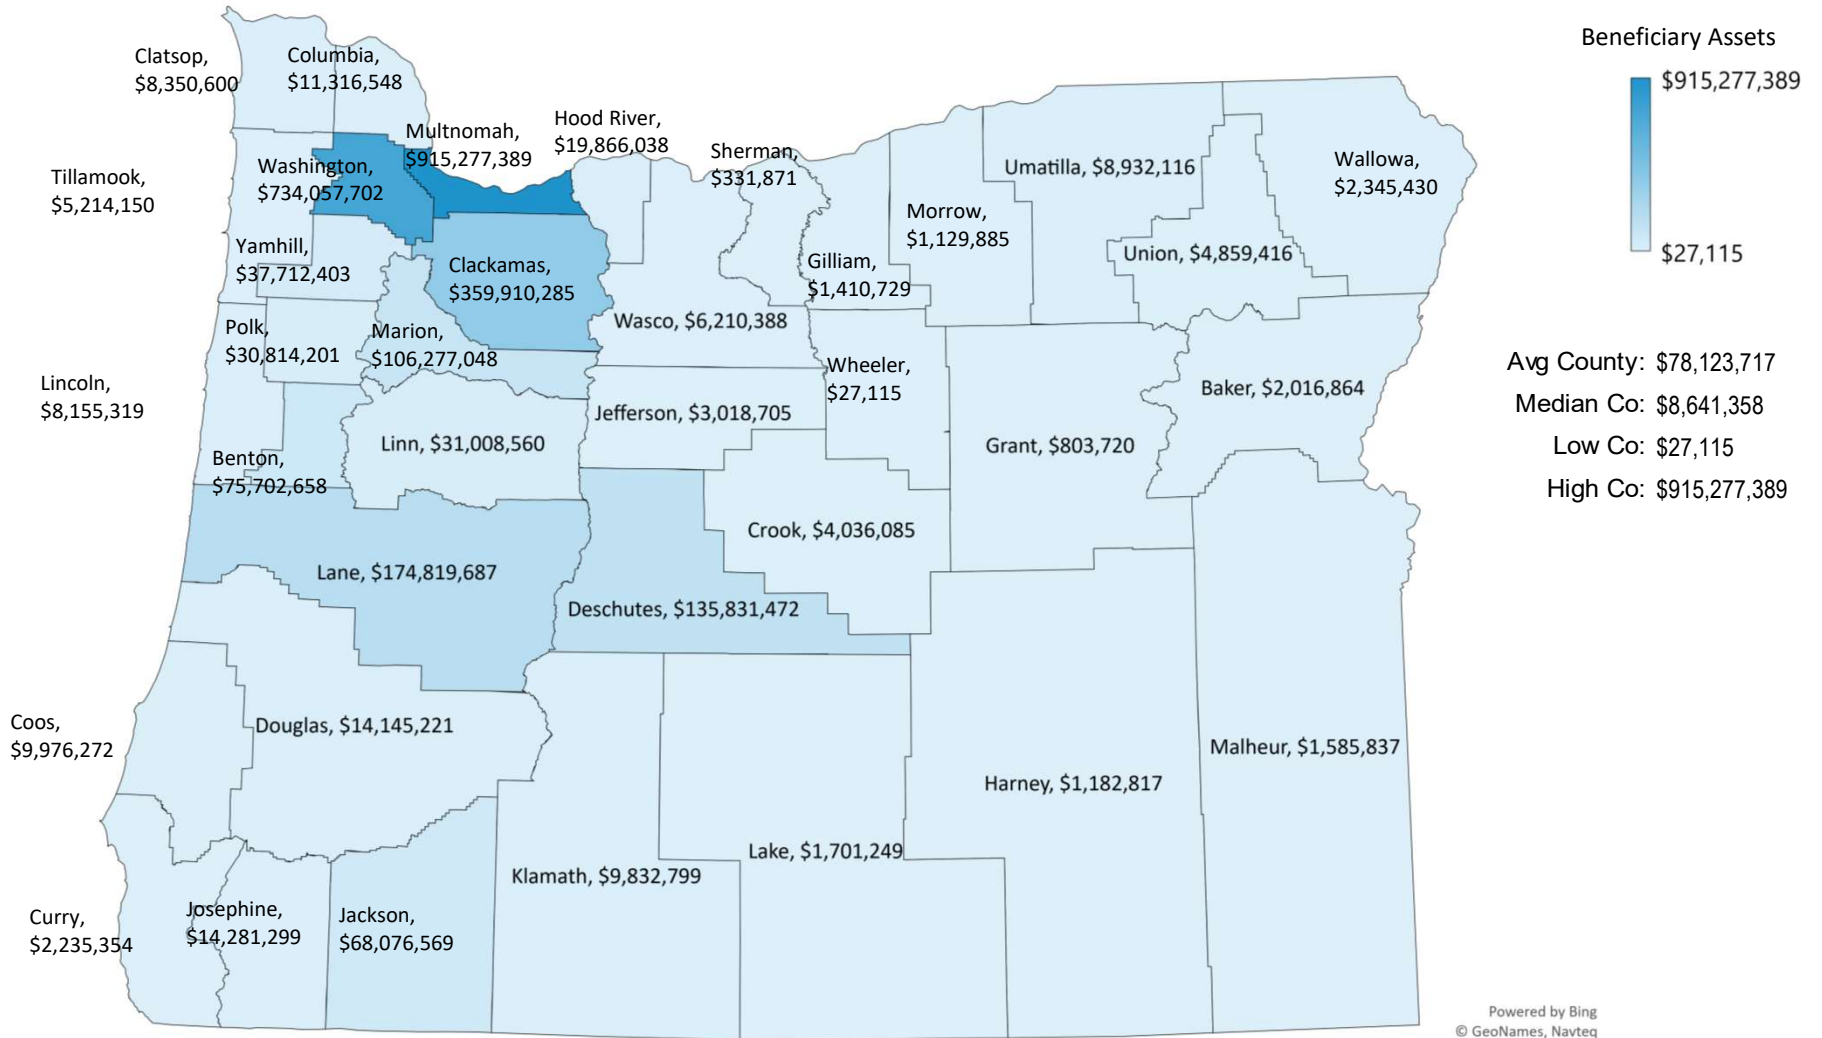 Beneficiary Assets
$915,277,389
$27,115
Clatsop,
$8,350,600
Columbia,
$11,316,548
Multnomah,
$915,277,389
Hood River,
$19,866,038
Sherman,
$331,871
Umatilla, $8,932,116
Wallowa,
$2,345,430
Tillamook,
$5,214,150
Washington,
$734,057,702
Morrow,
$1,129,885
Yamhill,
$37,712,403
Clackamas,
$359,910,285
Gilliam,
$1,410,729
Union, $4,859,416
Polk,
$30,814,201
Marion,
$106,277,048
Wasco, $6,210,388
Wheeler,
$27,115
Baker, $2,016,864
Lincoln,
$8,155,319
Jefferson, $3,018,705
Linn, $31,008,560
Grant, $803,720
Benton,
$75,702,658
Crook, $4,036,085
Lane, $174,819,687
Deschutes, $135,831,472
Coos,
$9,976,272
Douglas, $14,145,221
Malheur, $1,585,837
Harney, $1,182,817
Lake, $1,701,249
Klamath, $9,832,799
Curry,
$2,235,354
Josephine,
$14,281,299
Jackson,
$68,076,569
Avg County: $78,123,717
Median Co: $8,641,358
Low Co: $27,115
High Co: $915,277,389
Powered by Bing
© GeoNames, Navteq